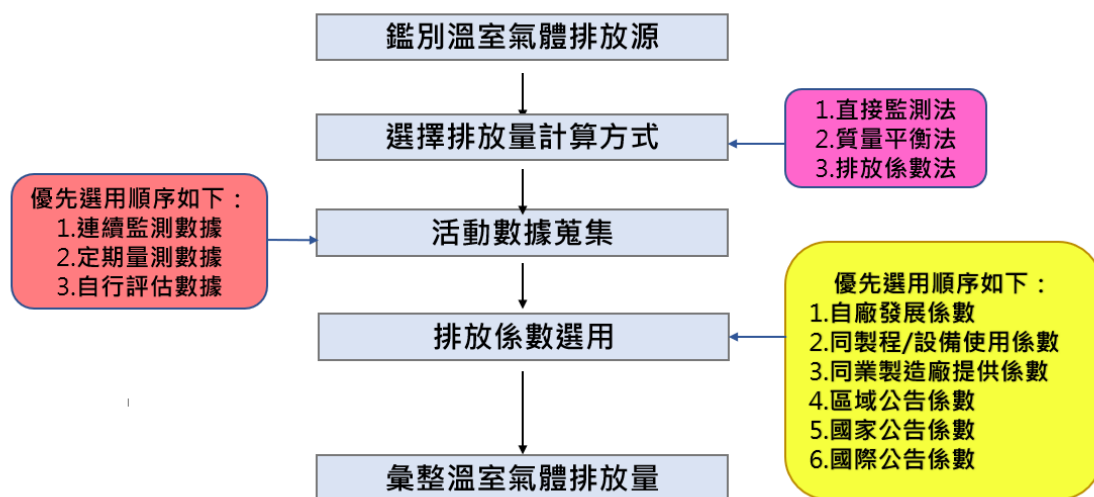 鑑別溫室氣體排放源
選擇排放量計算方式
1.直接監測法
2.質量平衡法
3.排放係數法
優先選用順序如下：
1.連續監測數據
2.定期量測數據
3.自行評估數據
活動數據蒐集
排放係數選用
優先選用順序如下：
1.自廠發展係數
2.同製程/設備使用係數
3.同業製造廠提供係數
4.區域公告係數
5.國家公告係數
6.國際公告係數
彙整溫室氣體排放量